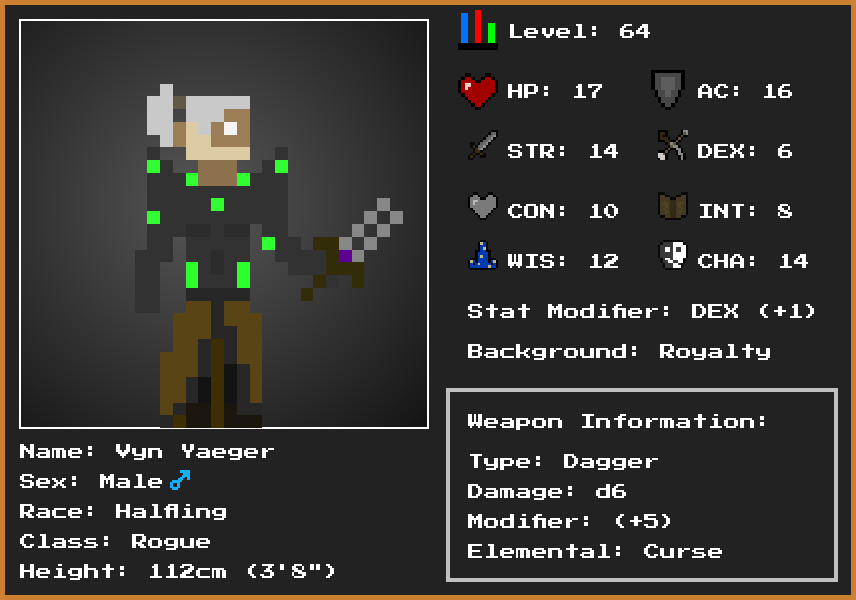 Level: 64
HP: 17
AC: 16
STR: 14
DEX: 6
CON: 10
INT: 8
WIS: 12
CHA: 14
Stat Modifier: DEX (+1)
Background: Royalty
Weapon Information:
Type: Dagger
Damage: d6
Modifier: (+5)
Elemental: Curse
Name: Vyn Yaeger
Sex: Male ♂
Race: Halfling
Class: Rogue
Height: 112cm (3'8")